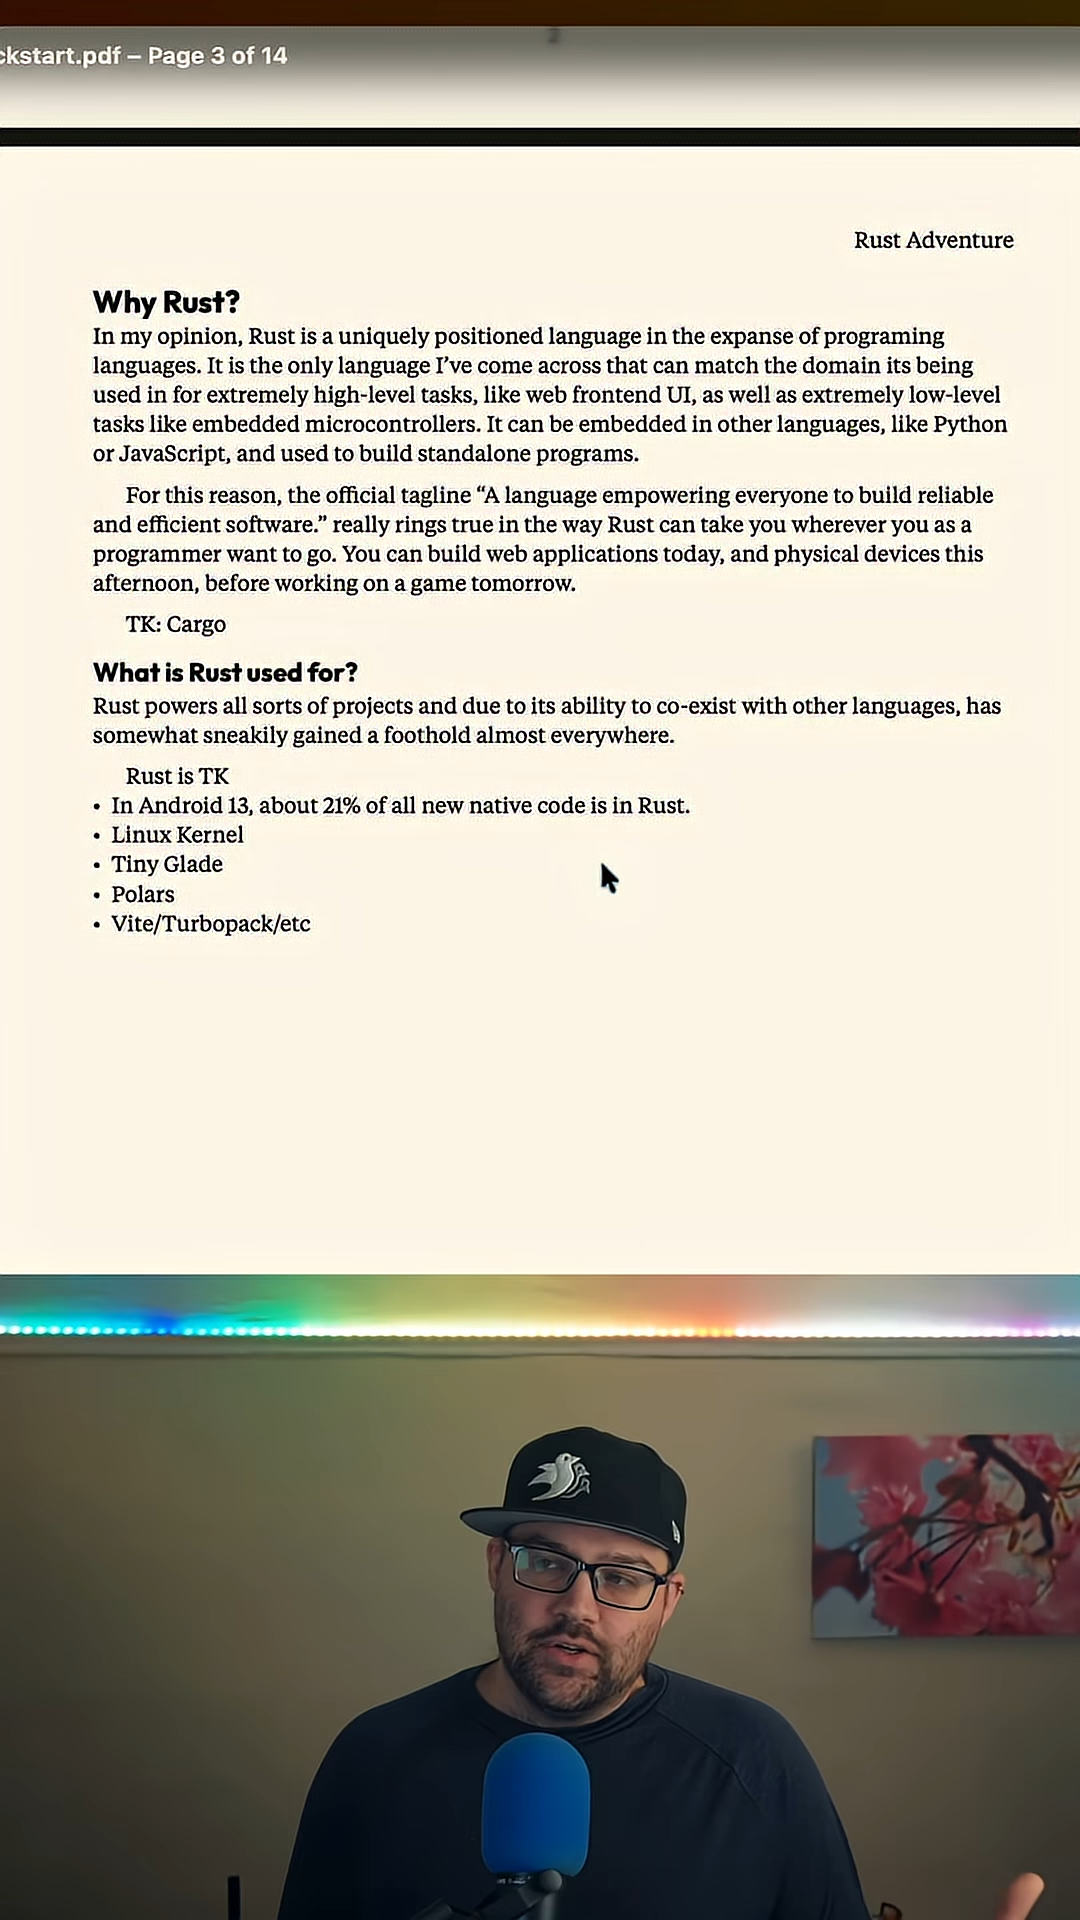 ckstart.pdf – Page 3 of 14
Rust Adventure
Why Rust?
In my opinion, Rust is a uniquely positioned language in the expanse of programing
languages. It is the only language I’ve come across that can match the domain its being
used in for extremely high-level tasks, like web frontend UI, as well as extremely low-level
tasks like embedded microcontrollers. It can be embedded in other languages, like Python
or JavaScript, and used to build standalone programs.
For this reason, the official tagline “A language empowering everyone to build reliable
and efficient software.” really rings true in the way Rust can take you wherever you as a
programmer want to go. You can build web applications today, and physical devices this
afternoon, before working on a game tomorrow.
TK: Cargo
What is Rust used for?
Rust powers all sorts of projects and due to its ability to co-exist with other languages, has
somewhat sneakily gained a foothold almost everywhere.
Rust is TK
• In Android 13, about 21% of all new native code is in Rust.
• Linux Kernel
• Tiny Glade
• Polars
• Vite/Turbopack/etc